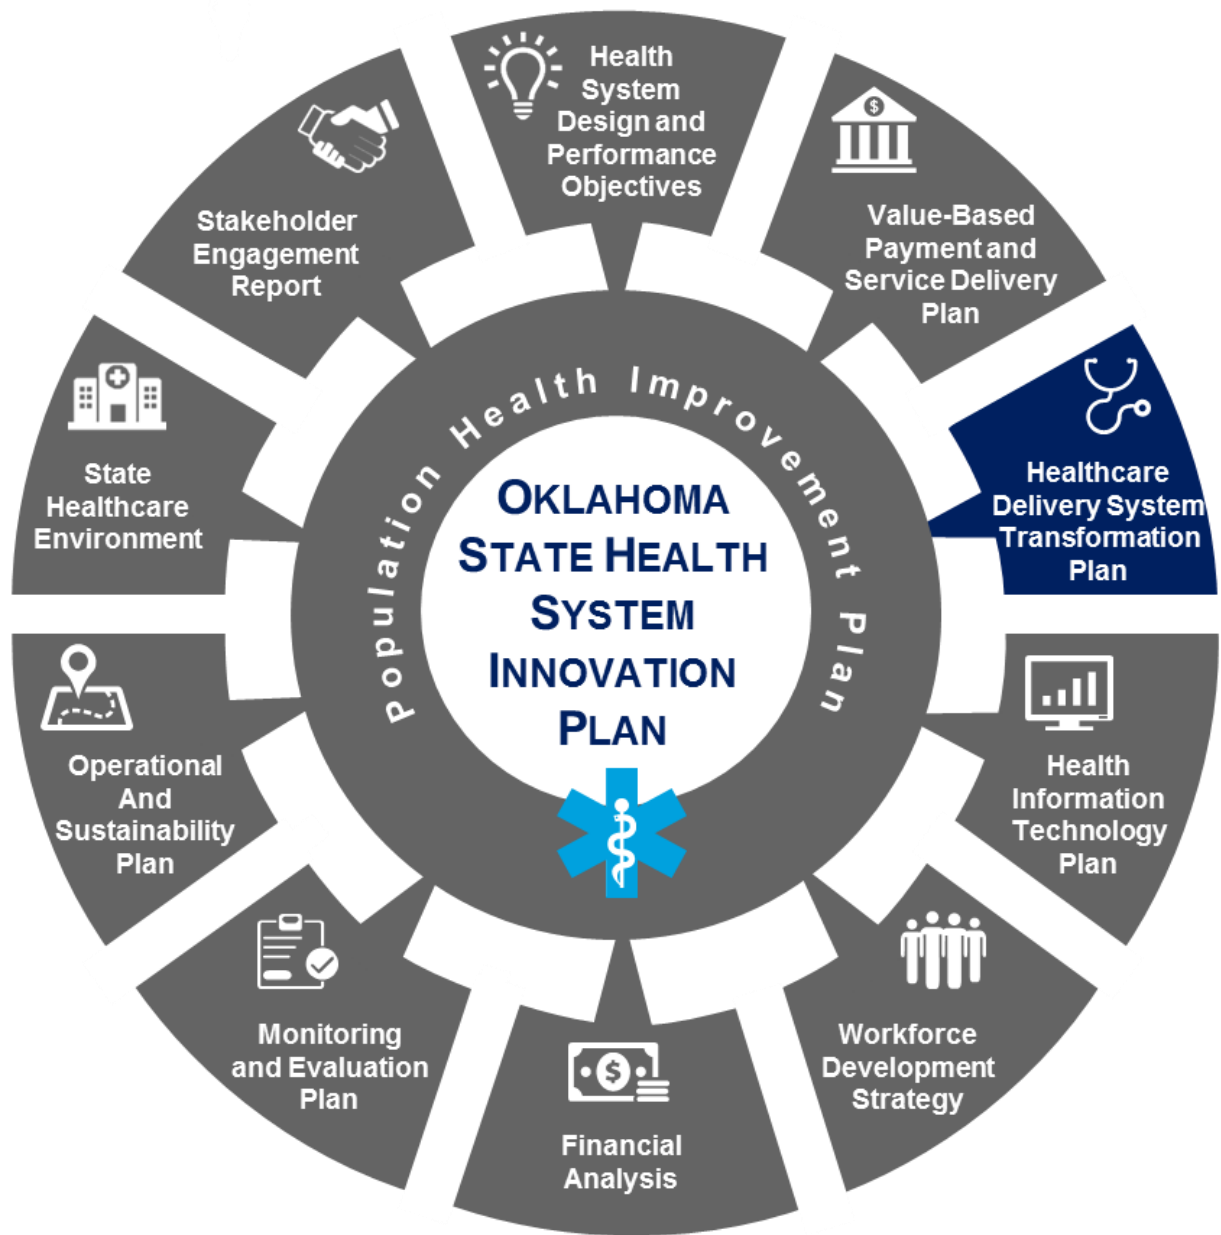 Health
System
Design and
Performance
Objectives
$
Value-Based
Payment and
Service Delivery
Plan
Healthcare
Delivery System
Transformation
Plan
Health
Information
Technology
Plan
Workforce
Development
Strategy
$
Financial
Analysis
Monitoring
and Evaluation
Plan
Operational
And
Sustainability
Plan
State
Healthcare
Environment
Stakeholder
Engagement
Report
Population Health Improvement Plan
OKLAHOMA
STATE HEALTH
SYSTEM
INNOVATION
PLAN